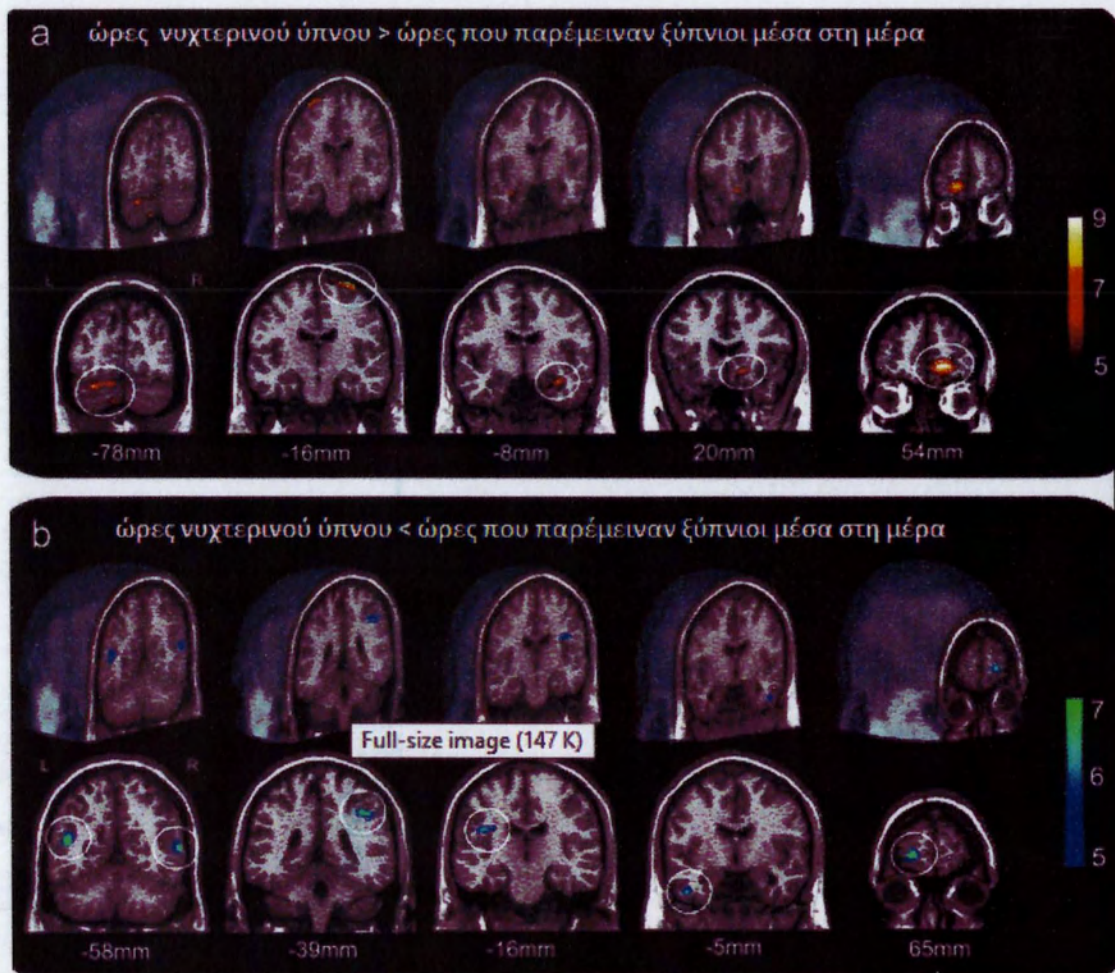 a ώρες νυχτερινού ύπνου > ώρες που παρέμειναν ξύπνιοι μέσα στη μέρα
L R
9
7
5
-78mm -16mm -8mm 20mm 54mm
b ώρες νυχτερινού ύπνου < ώρες που παρέμειναν ξύπνιοι μέσα στη μέρα
Full-size image (147 K)
L R
7
6
5
-58mm -39mm -16mm -5mm 65mm